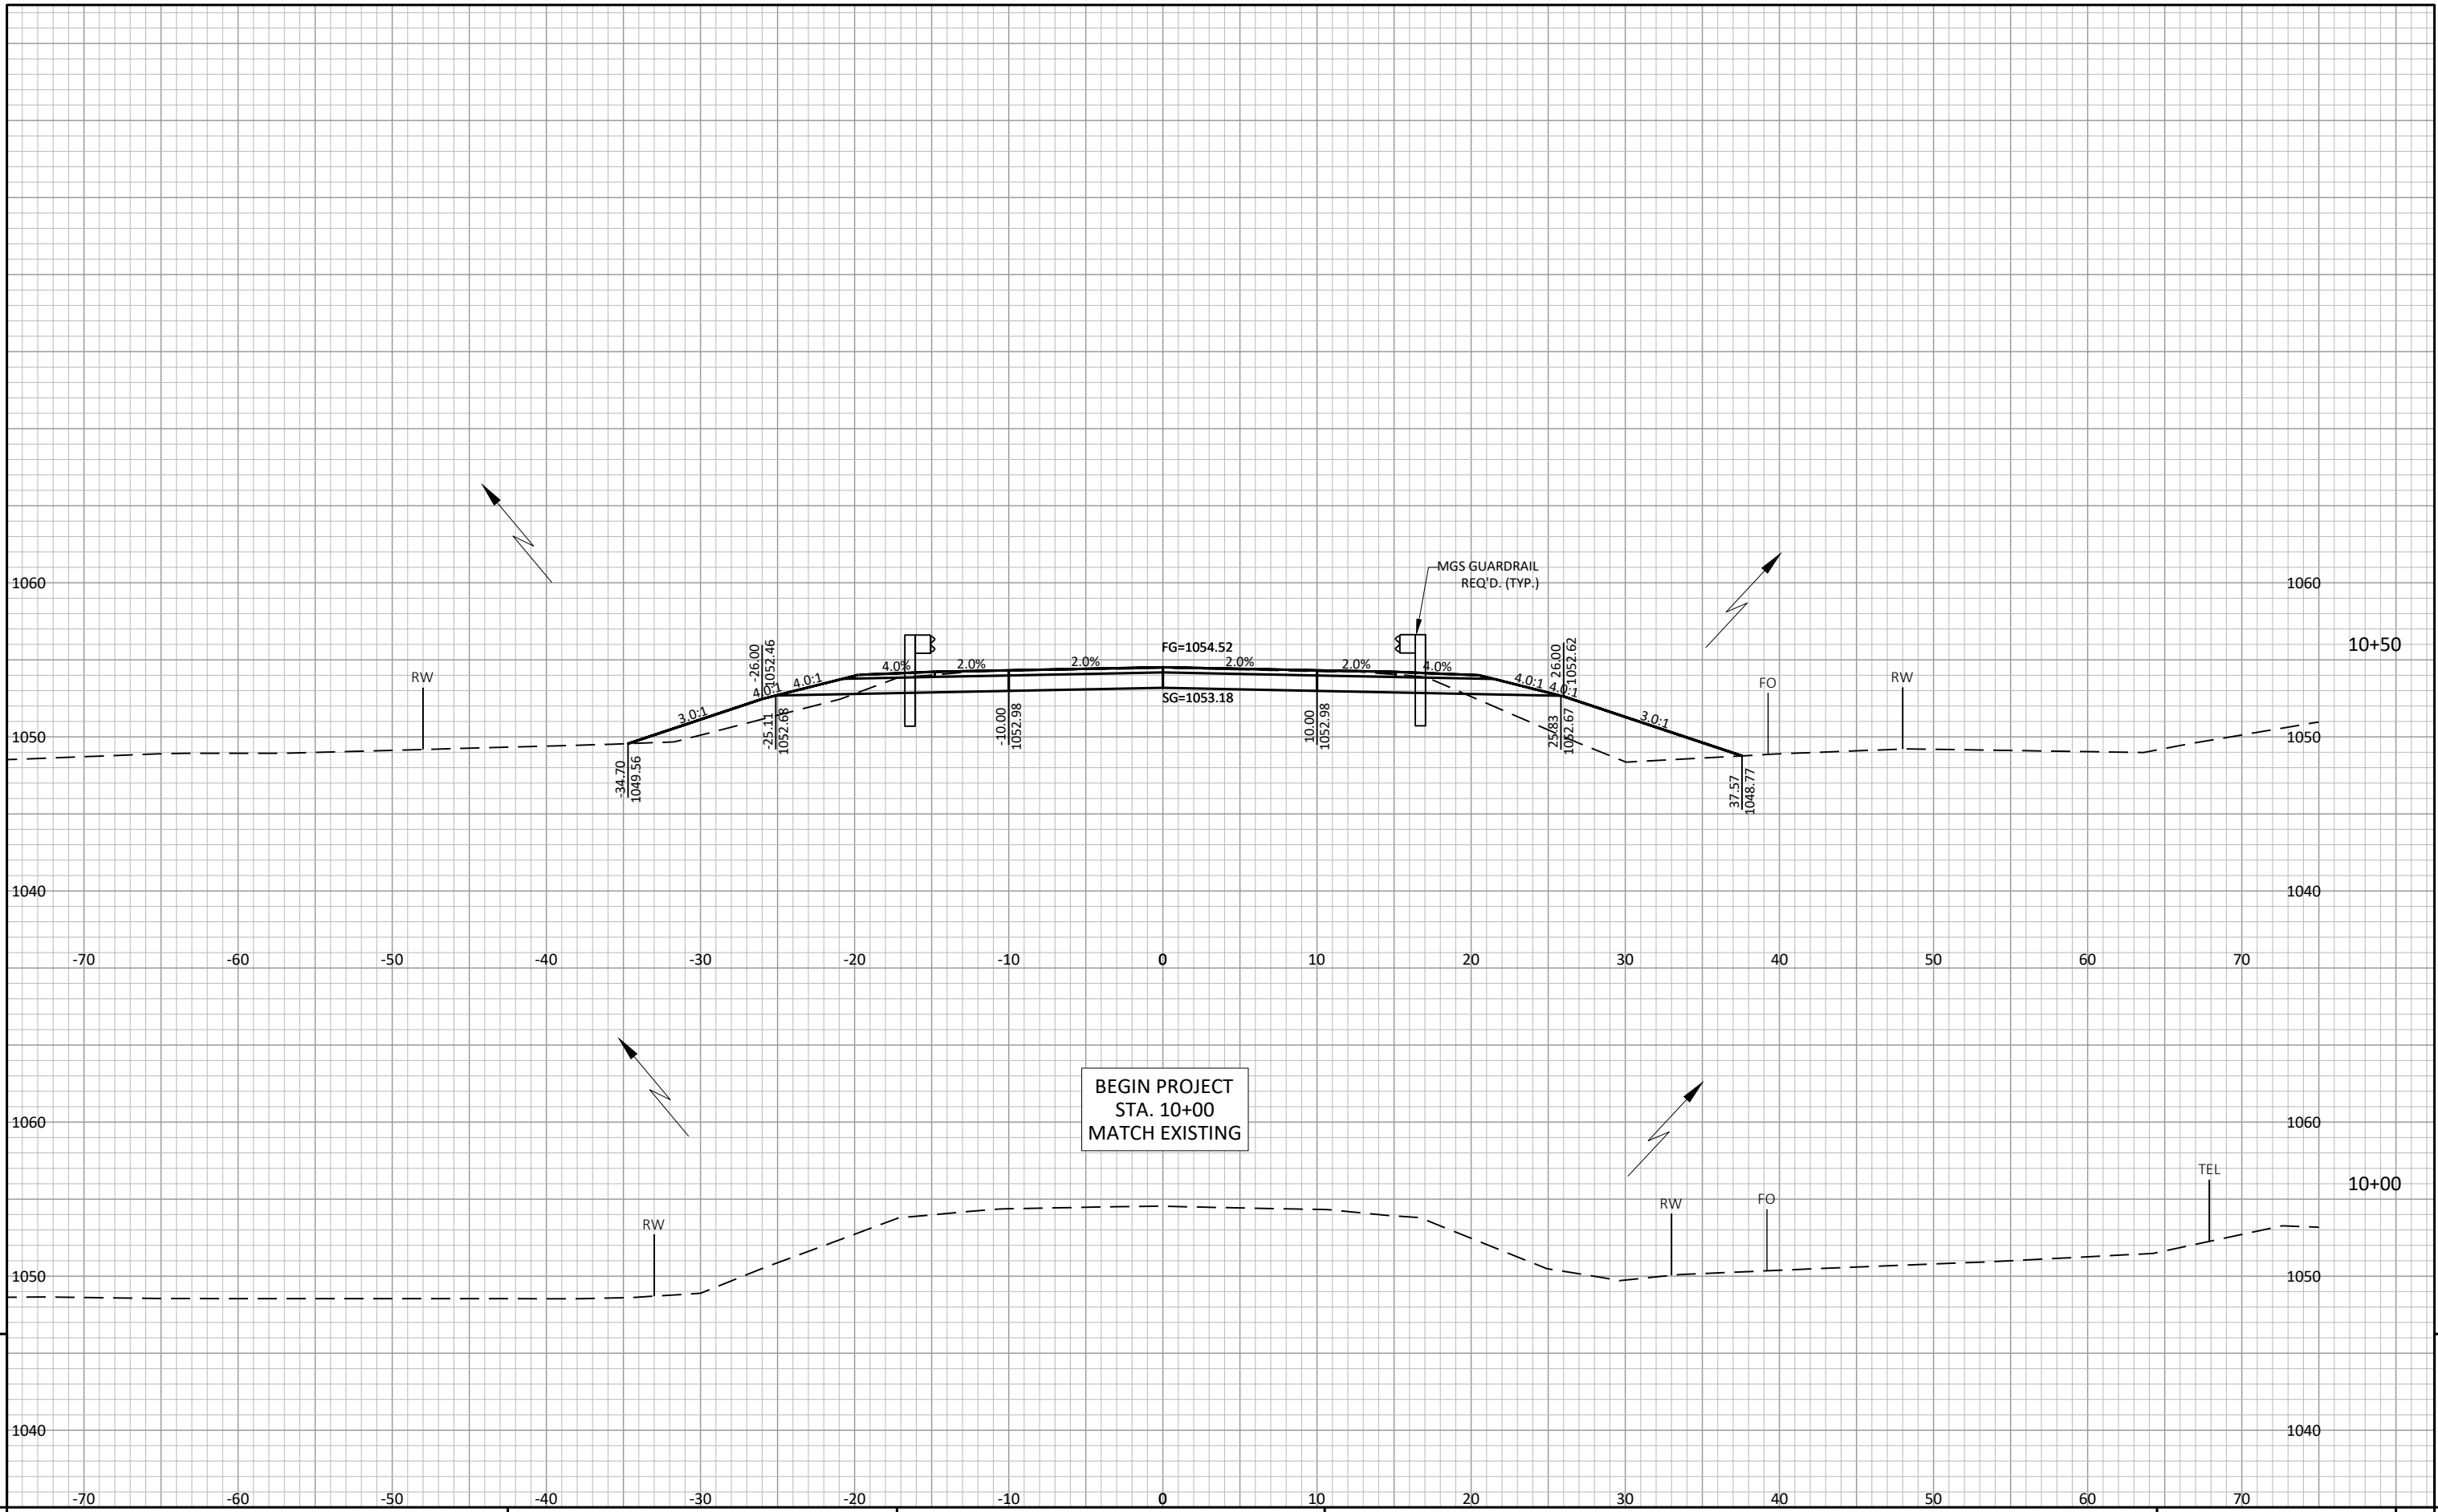 MGS GUARDRAIL
REQ'D. (TYP.)
1060
1060
10+50
FG=1054.52
-26.00
1052.46
26.00
1052.62
4.0%
2.0%
2.0%
2.0%
2.0%
4.0%
RW
FO
RW
3.0:1
4.0:1
4.0:1
4.0:1
4.0:1
3.0:1
SG=1053.18
1050
1050
-25.11
1052.68
-10.00
1052.98
10.00
1052.98
25.83
1052.67
-34.70
1049.56
37.57
1048.77
1040
1040
-70 -60 -50 -40 -30 -20 -10 0 10 20 30 40 50 60 70
BEGIN PROJECT
STA. 10+00
MATCH EXISTING
1060
1060
TEL
10+00
RW
RW
FO
1050
1050
1040
1040
-70 -60 -50 -40 -30 -20 -10 0 10 20 30 40 50 60 70